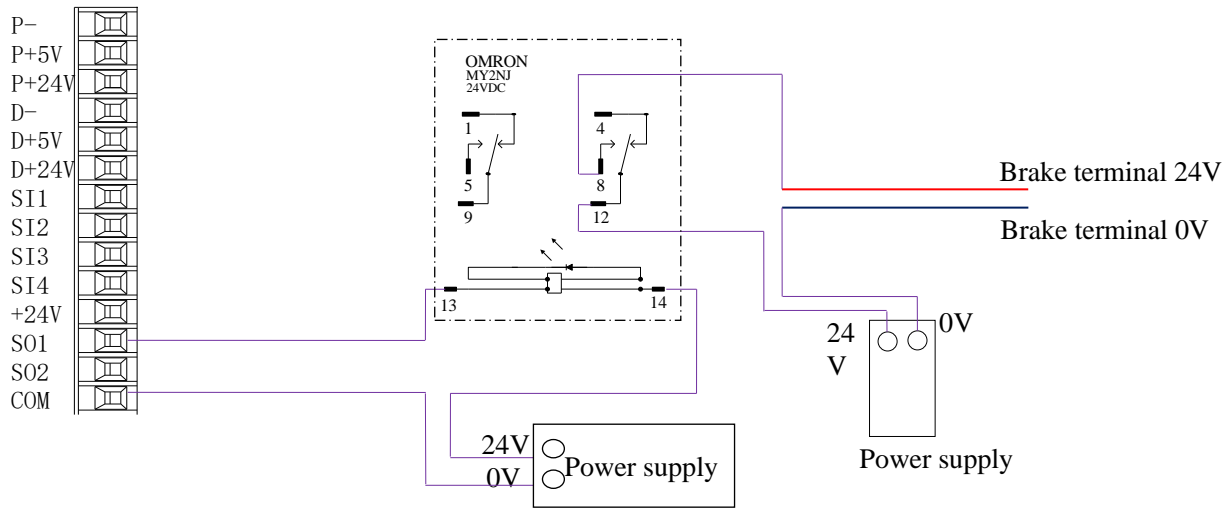 P-
P+5V
P+24V
D-
D+5V
D+24V
SI1
SI2
SI3
SI4
+24V
SO1
SO2
COM
OMRON
MY2NJ
24VDC
1
4
5
8
9
12
13
14
Brake terminal 24V
Brake terminal 0V
24
V
0V
Power supply
24V
0V
Power supply